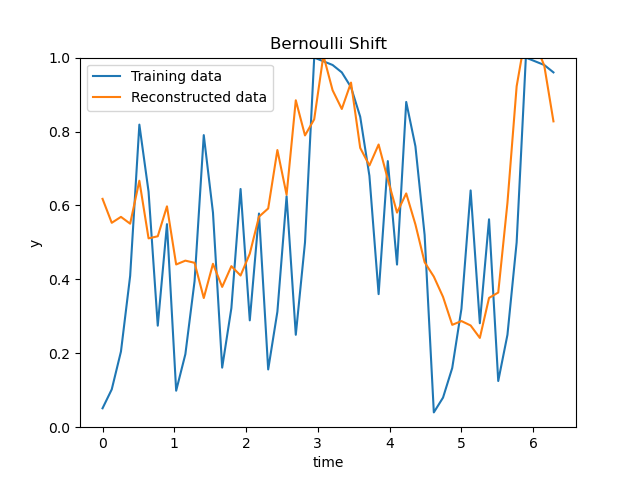 Bernoulli Shift
Training data
Reconstructed data
1.0
0.8
0.6
0.4
0.2
0.0
y
0 1 2 3 4 5 6
time